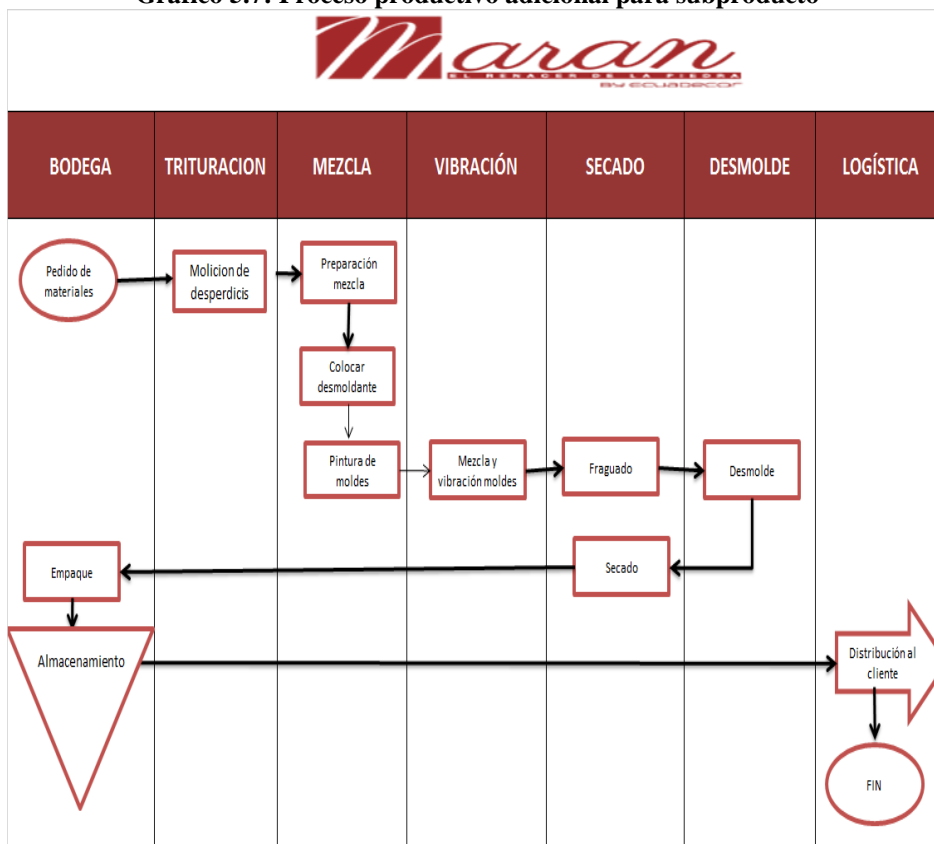 Gráfico 3.7. Proceso productivo adicional para subproducto
Maran
EL RENACER DE LA PIEDRA
BY ECUADECOR
BODEGA
TRITURACION
MEZCLA
VIBRACIÓN
SECADO
DESMOLDE
LOGÍSTICA
Pedido de
materiales
Molicion de
desperdicis
Preparación
mezcla
Colocar
desmoldante
Pintura de
moldes
Mezcla y
vibración moldes
Fraguado
Desmolde
Secado
Empaque
Almacenamiento
Distribución al
cliente
FIN